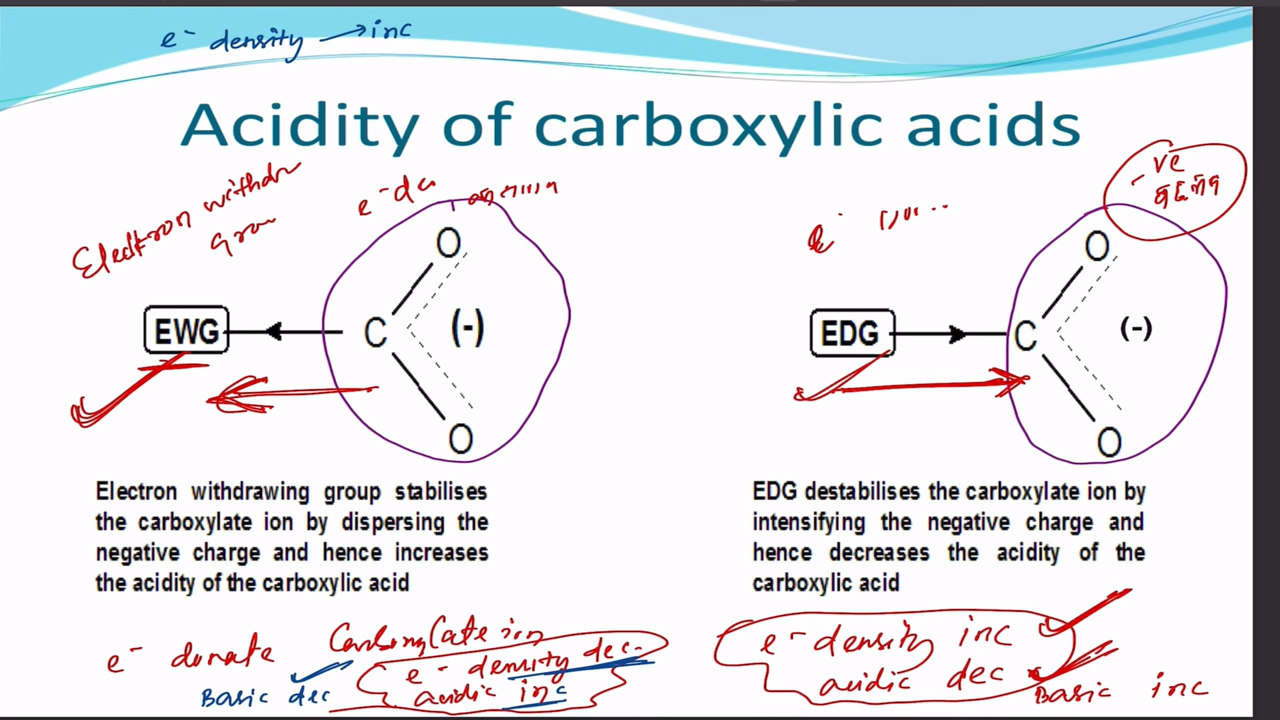 e⁻ density → inc
Acidity of carboxylic acids
Electron withdr
e⁻
-ve
O
O
EWG
C
(-)
EDG
C
(-)
O
O
Electron withdrawing group stabilises
the carboxylate ion by dispersing the
negative charge and hence increases
the acidity of the carboxylic acid
EDG destabilises the carboxylate ion by
intensifying the negative charge and
hence decreases the acidity of the
carboxylic acid
e⁻ donate
Carboxylate ion
e⁻ density dec.
acidic inc
Basic dec
e⁻ density inc
acidic dec
Basic inc